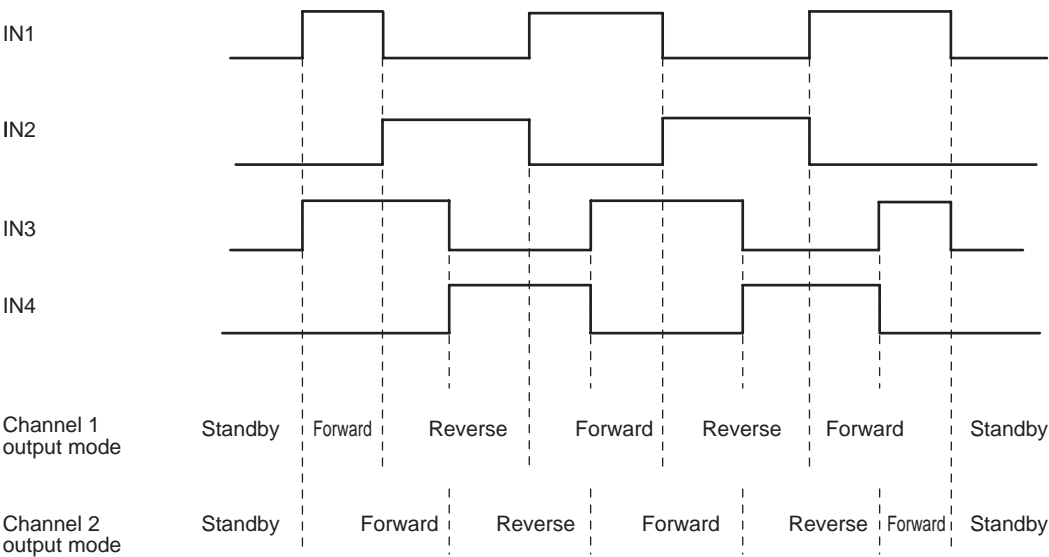 IN1
IN2
IN3
IN4
Channel 1
output mode
Standby Forward Reverse Forward Reverse Forward Standby
Channel 2
output mode
Standby Forward Reverse Forward Reverse Forward Standby